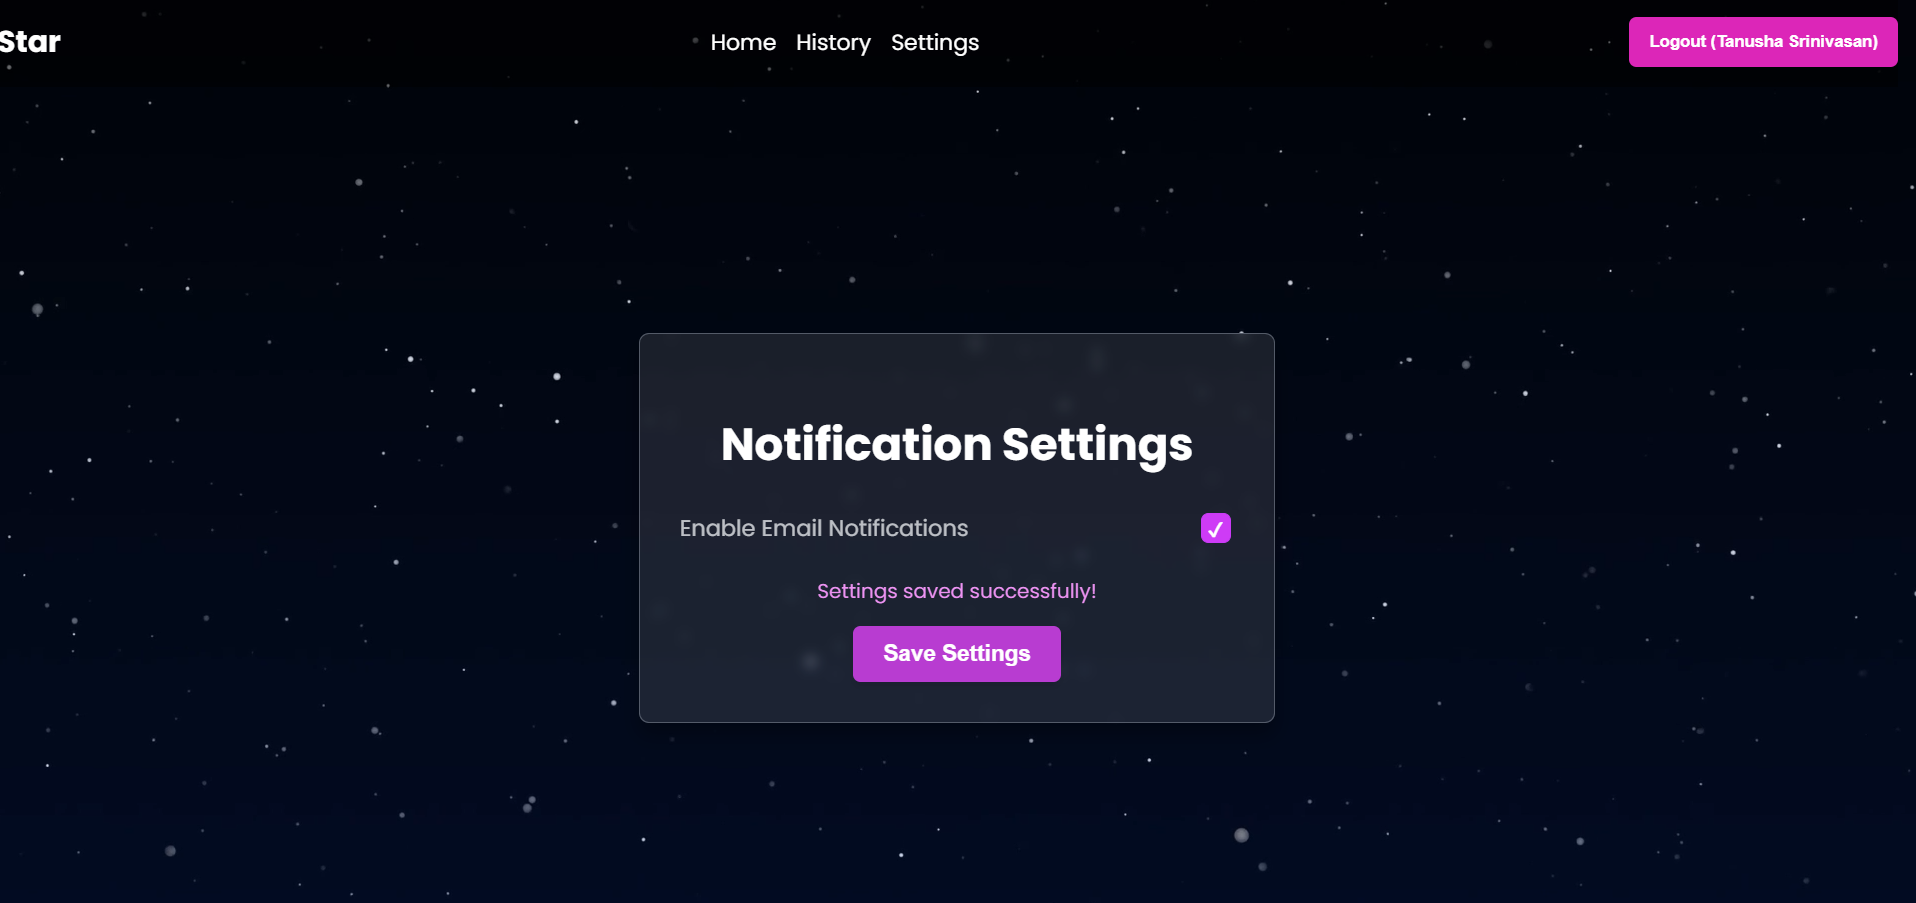 Star
Home History Settings
Logout (Tanusha Srinivasan)
Notification Settings
Enable Email Notifications
Settings saved successfully!
Save Settings